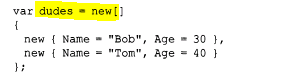 var dudes = new[]
{
  new { Name = "Bob", Age = 30 },
  new { Name = "Tom", Age = 40 }
};